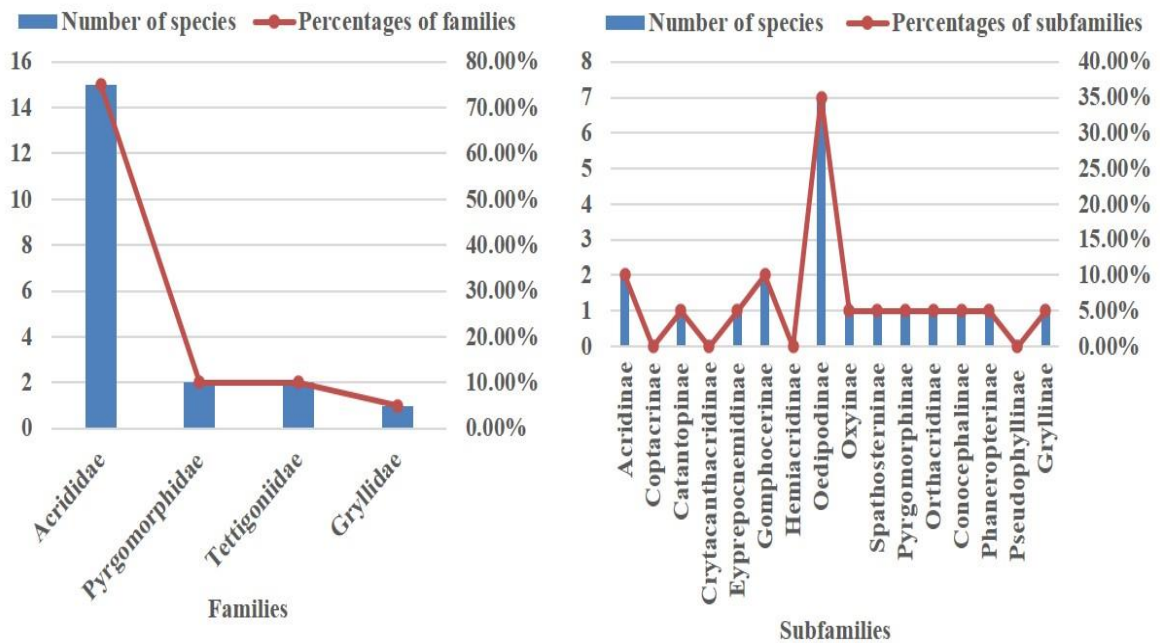 Number of species Percentages of families
16
14
12
10
8
6
4
2
0
80.00%
70.00%
60.00%
50.00%
40.00%
30.00%
20.00%
10.00%
0.00%
Acrididae
Pyrgomorphidae
Tettigoniidae
Gryllidae
Families
Number of species Percentages of subfamilies
8
7
6
5
4
3
2
1
0
40.00%
35.00%
30.00%
25.00%
20.00%
15.00%
10.00%
5.00%
0.00%
Acridinae
Coptacrinae
Catantopinae
Crytacanthactridinae
Eyprepocnemidinae
Gomphocerinae
Hemiacridinae
Oedipodinae
Oxyinae
Spathosterninae
Pyrgomorphinae
Orthacridinae
Conocephalinae
Phaneropterinae
Pseudophyllinae
Gryllinae
Subfamilies